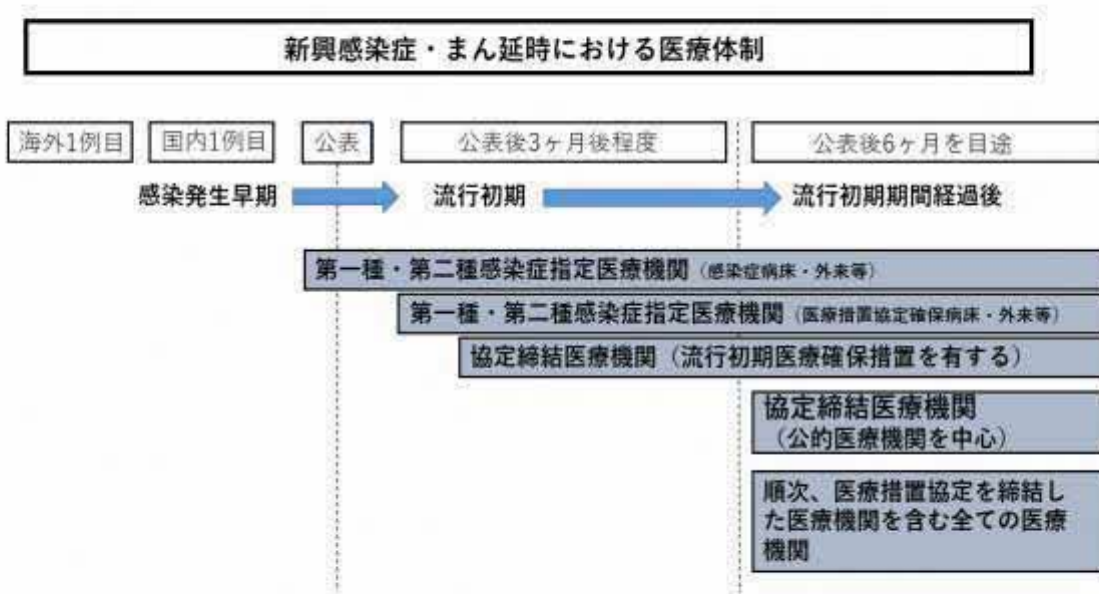 新興感染症・まん延時における医療体制
海外1例目
国内1例目
公表
公表後3ヶ月後程度
公表後6ヶ月を目途
感染発生早期
流行初期
流行初期期間経過後
第一種・第二種感染症指定医療機関（感染症病床・外来等）
第一種・第二種感染症指定医療機関（医療措置協定確保病床・外来等）
協定締結医療機関（流行初期医療確保措置を有する）
協定締結医療機関
（公的医療機関を中心）
順次、医療措置協定を締結し
た医療機関を含む全ての医療
機関